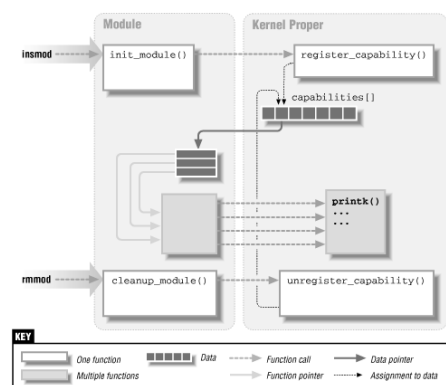 Module Kernel Proper
insmod init_module() register_capability()
capabilities[]
printk()
...
...
rmmod cleanup_module() unregister_capability()
KEY
One function Data Function call Data pointer
Multiple functions Function pointer Assignment to data